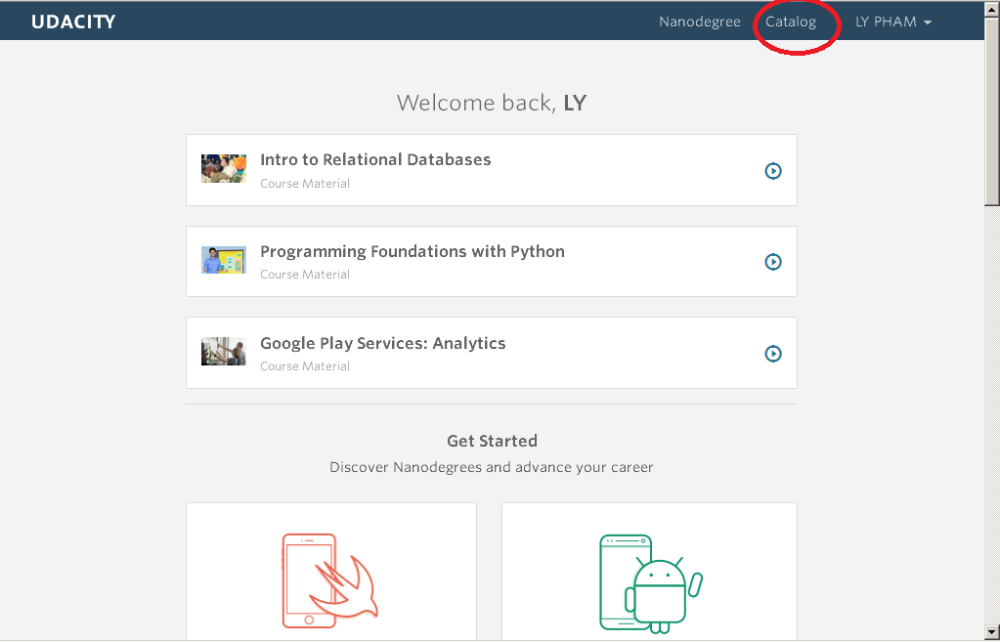 UDACITY
Nanodegree Catalog LY PHAM
Welcome back, LY
Intro to Relational Databases
Course Material
Programming Foundations with Python
Course Material
Google Play Services: Analytics
Course Material
Get Started
Discover Nanodegrees and advance your career